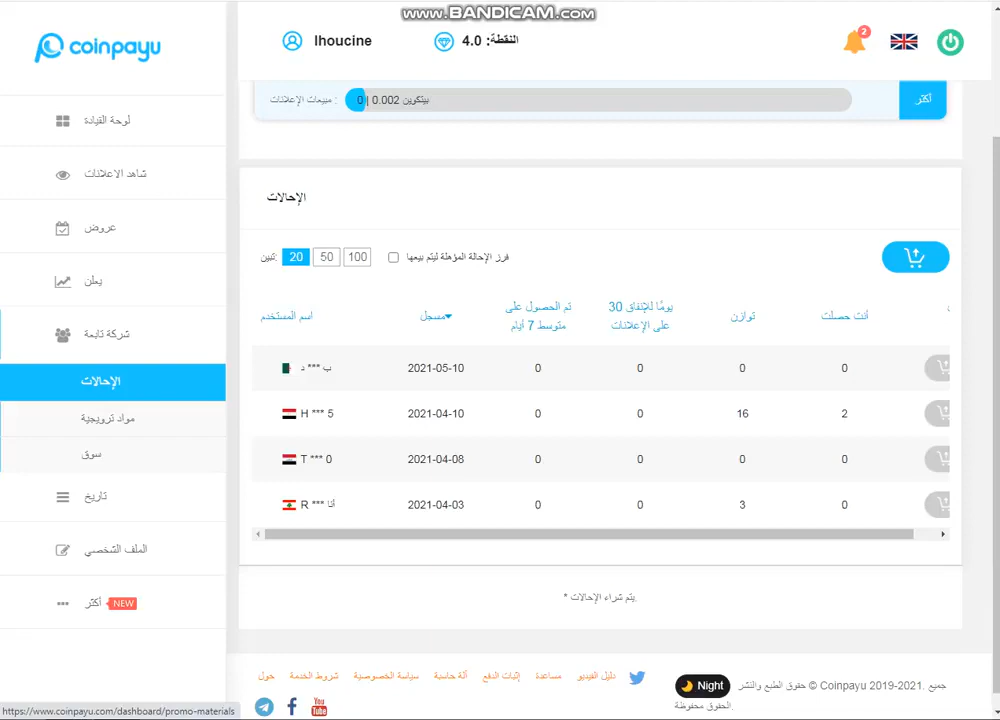 www.BANDICAM.com
coinpayu
lhoucine
النقطة: 4.0
2
لوحة القيادة
شاهد الاعلانات
عروض
يعلن
شركة تابعة
الإحالات
مواد ترويجية
سوق
تاريخ
الملف الشخصي
أكثر NEW
مبيعات الإعلانات :
0 | 0.002 بيتكوين
أكثر
الإحالات
تبين:
20
50
100
فرز الإحالة المؤهلة ليتم بيعها
اسم المستخدم
مسجل
تم الحصول على متوسط 7 أيام
30 يومًا للإنفاق على الإعلانات
توازن
أنت حصلت
ب *** د 2021-05-10 0 0 0 0
H *** 5 2021-04-10 0 0 16 2
T *** 0 2021-04-08 0 0 0 0
R *** أنا 2021-04-03 0 0 3 0
* يتم شراء الإحالات.
حول
شروط الخدمة
سياسة الخصوصية
آلة حاسبة
إثبات الدفع
مساعدة
دليل الفيديو
You Tube
Night
حقوق الطبع والنشر © Coinpayu 2019-2021. جميع
الحقوق محفوظة.
https://www.coinpayu.com/dashboard/promo-materials